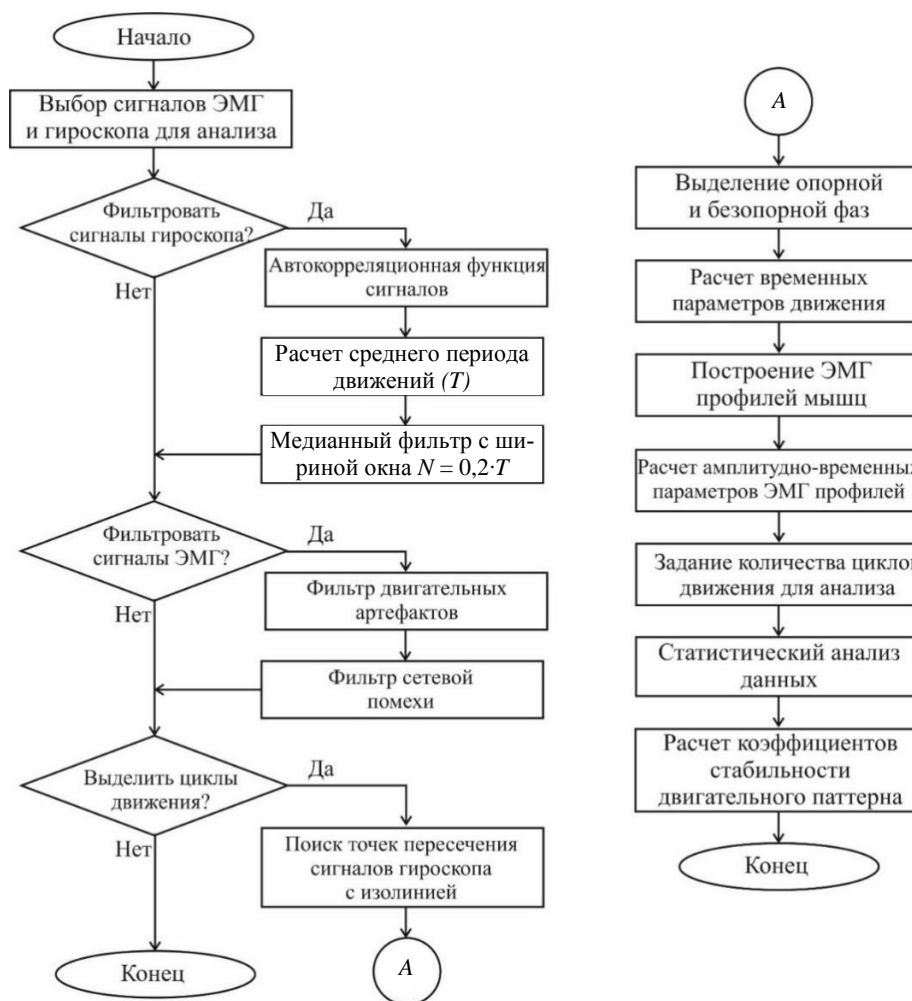 Начало
Выбор сигналов ЭМГ
и гироскопа для анализа
Фильтровать
сигналы гироскопа?
Да
Нет
Автокорреляционная функция
сигналов
Расчет среднего периода
движений (T)
Медианный фильтр с ши-
риной окна N = 0,2·T
Фильтровать
сигналы ЭМГ?
Да
Нет
Фильтр двигательных
артефактов
Фильтр сетевой
помехи
Выделить циклы
движения?
Да
Нет
Поиск точек пересечения
сигналов гироскопа
с изолинией
Конец
A
A
Выделение опорной
и безопорной фаз
Расчет временных
параметров движения
Построение ЭМГ
профилей мышц
Расчет амплитудно-временных
параметров ЭМГ профилей
Задание количества цикло
движения для анализа
Статистический анализ
данных
Расчет коэффициентов
стабильности
двигательного паттерна
Конец